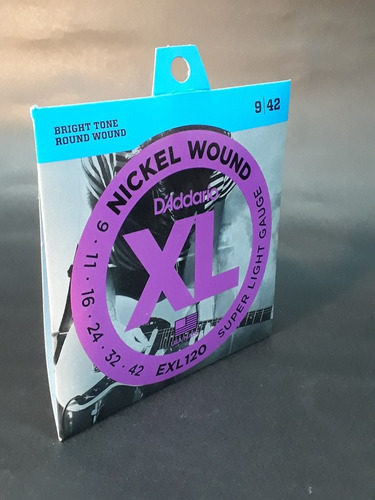 9|42
BRIGHT TONE
ROUND WOUND
NICKEL WOUND
D'Addario
XL
9 · 11 · 16 · 24 · 32 · 42
EXL120
SUPER LIGHT GAUGE